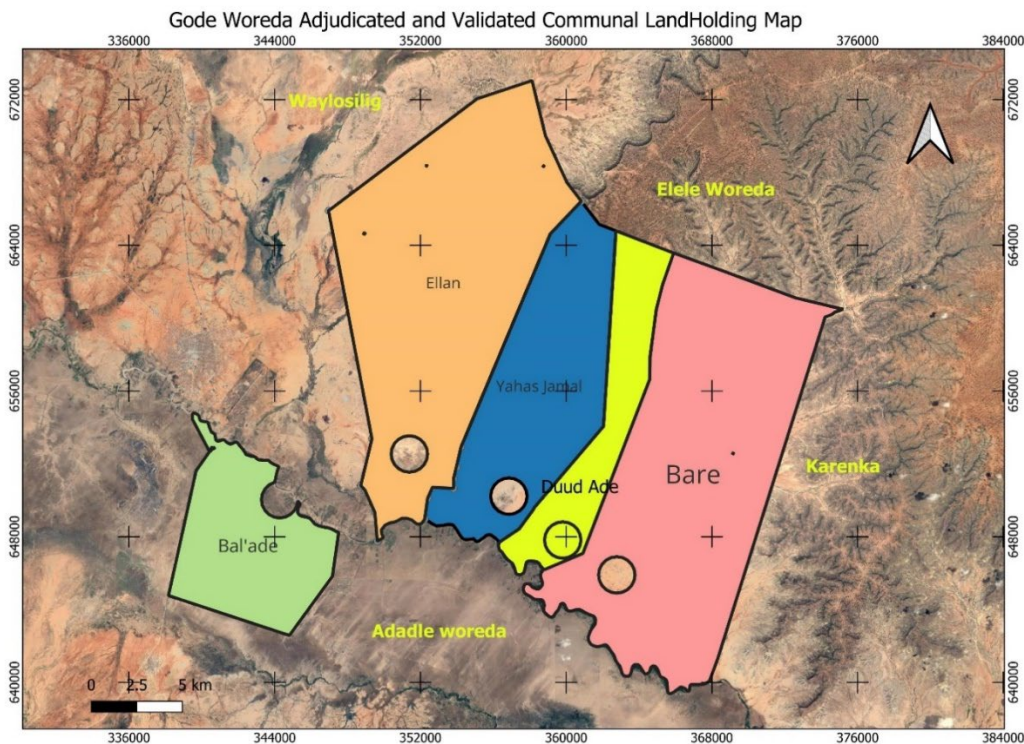 Gode Woreda Adjudicated and Validated Communal LandHolding Map
336000 344000 352000 360000 368000 376000 384000
672000 672000
Waylosilig
Elele Woreda
664000 664000
Ellan
656000 656000
Yahas Jamal
Karenka
Bare
Duud Ade
648000 648000
Bal'ade
Adadle woreda
640000 640000
0 2.5 5 km
336000 344000 352000 360000 368000 376000 384000